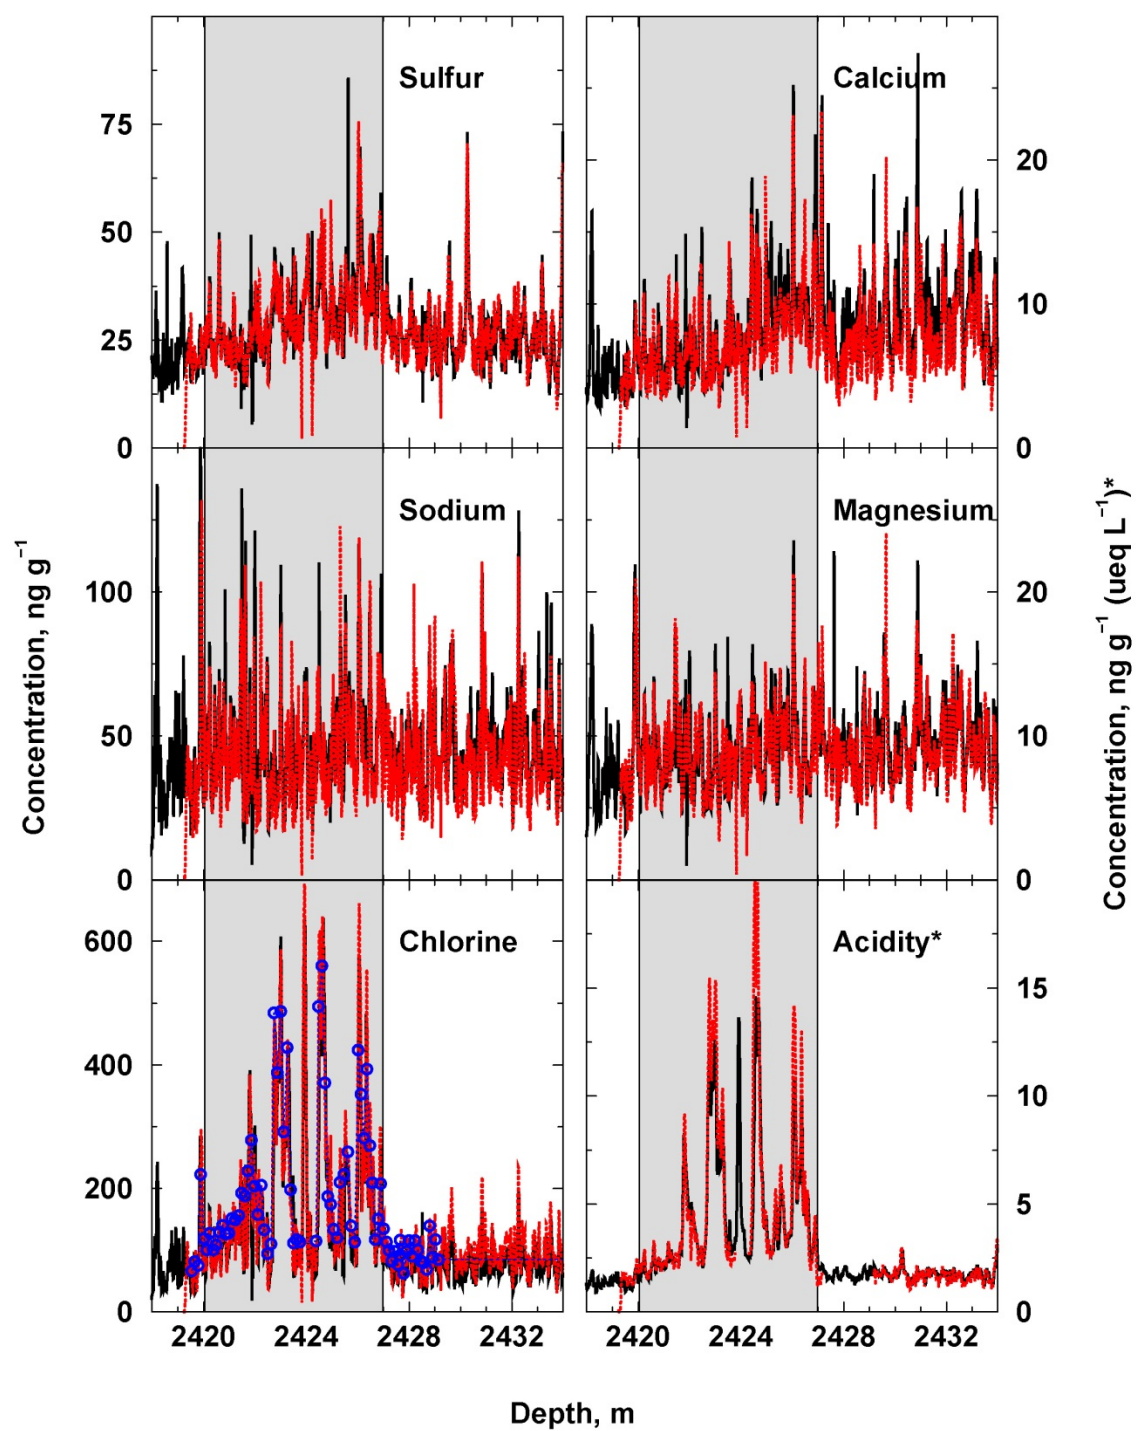 Sulfur
Calcium
75
50
25
0
20
10
0
Sodium
Magnesium
100
50
0
20
10
0
Chlorine
Acidity*
600
400
200
0
15
10
5
0
2420 2424 2428 2432
2420 2424 2428 2432
Depth, m
Concentration, ng g⁻¹
Concentration, ng g⁻¹ (ueq L⁻¹)*